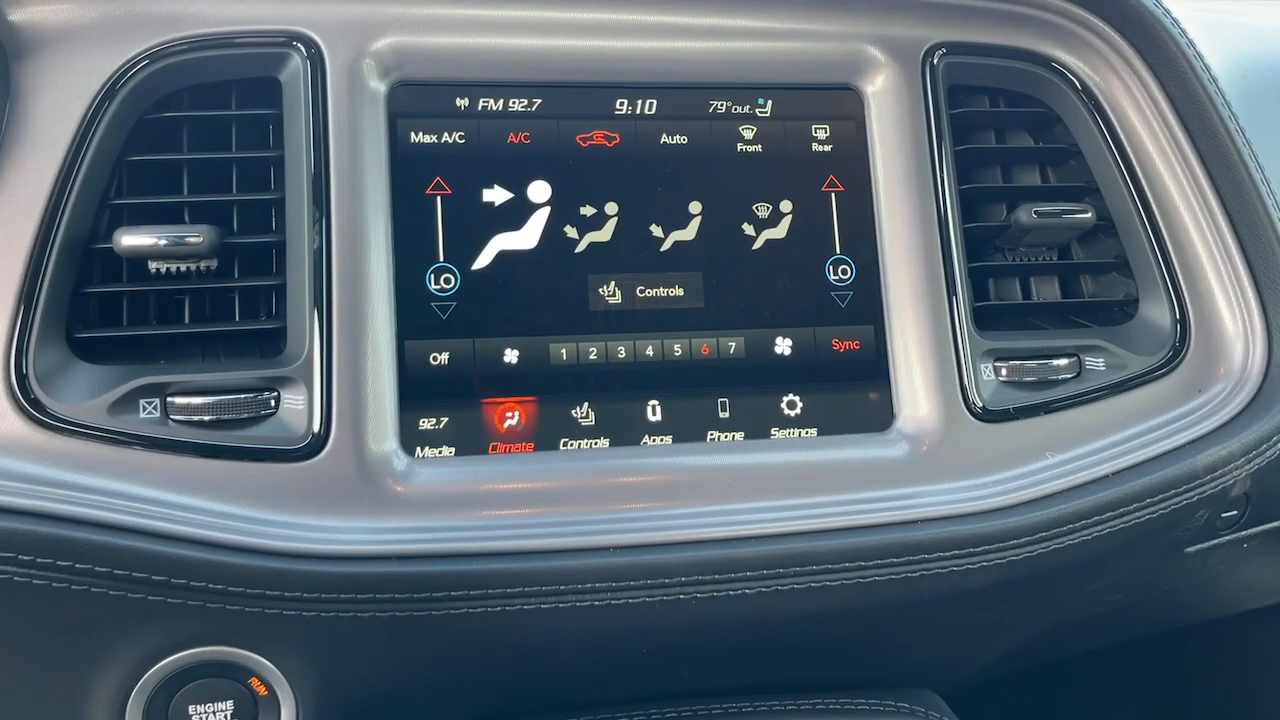 FM 92.7 9:10 79° out.
Max A/C A/C Auto Front Rear
LO LO
Controls
Off 1 2 3 4 5 6 7 Sync
92.7
Media Climate Controls Apps Phone Settings
RUN
ENGINE
START